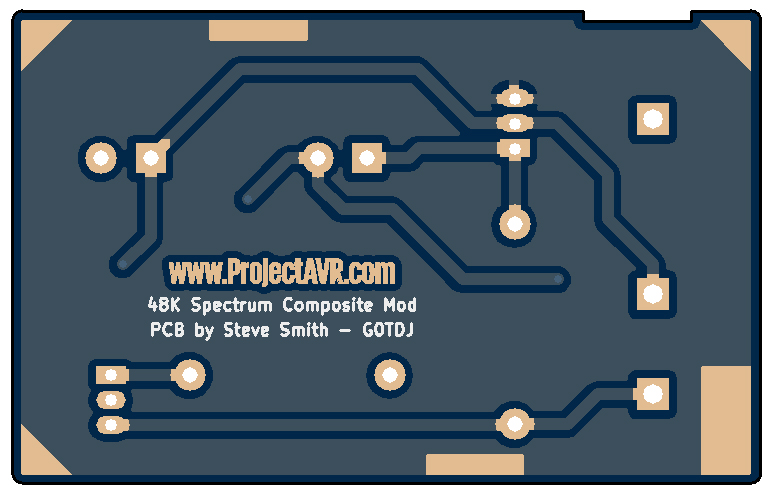 www.ProjectAVR.com
48K Spectrum Composite Mod
PCB by Steve Smith - G0TDJ